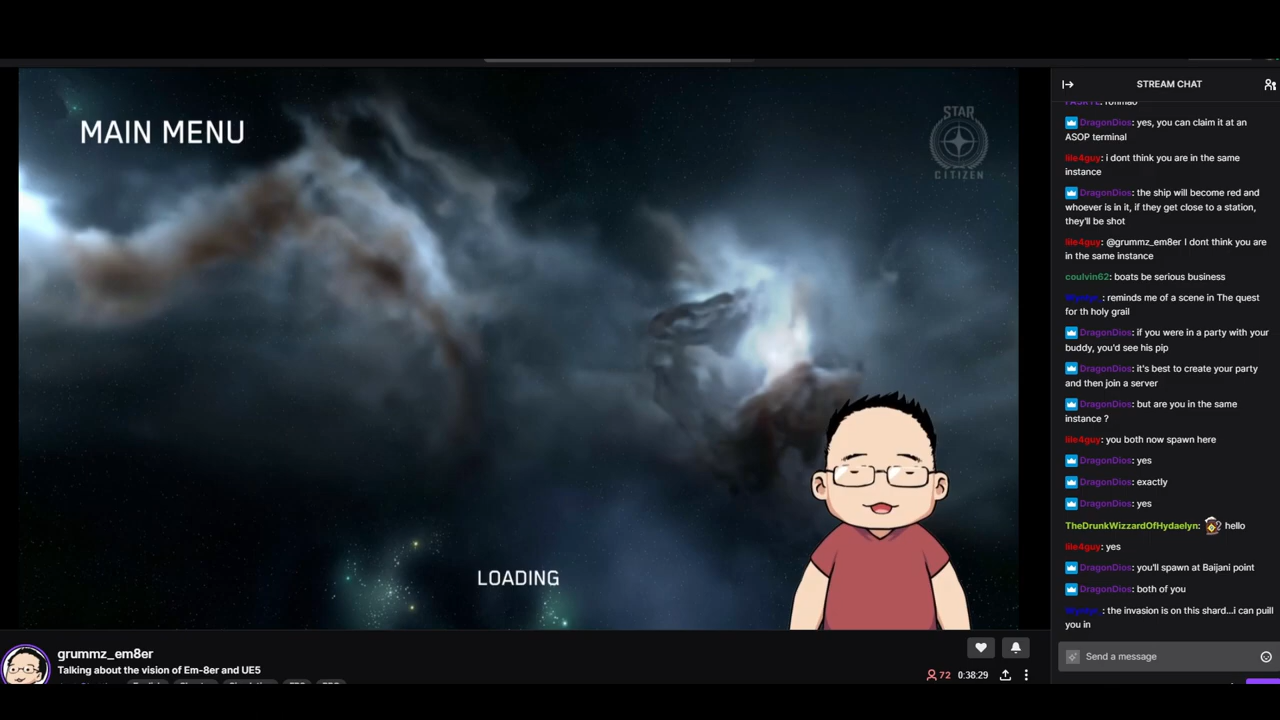 MAIN MENU
STAR
CITIZEN
LOADING
grummz_em8er
Talking about the vision of Em-8er and UE5
72 0:38:29
STREAM CHAT
DragonDios: yes, you can claim it at an
ASOP terminal
lile4guy: i dont think you are in the same
instance
DragonDios: the ship will become red and
whoever is in it, if they get close to a station,
they'll be shot
lile4guy: @grummz_em8er I dont think you are
in the same instance
coulvin62: boats be serious business
: reminds me of a scene in The quest
for th holy grail
DragonDios: if you were in a party with your
buddy, you'd see his pip
DragonDios: it's best to create your party
and then join a server
DragonDios: but are you in the same
instance ?
lile4guy: you both now spawn here
DragonDios: yes
DragonDios: exactly
DragonDios: yes
TheDrunkWizzardOfHydaelyn: hello
lile4guy: yes
DragonDios: you'll spawn at Baijani point
DragonDios: both of you
: the invasion is on this shard...i can puill
you in
Send a message